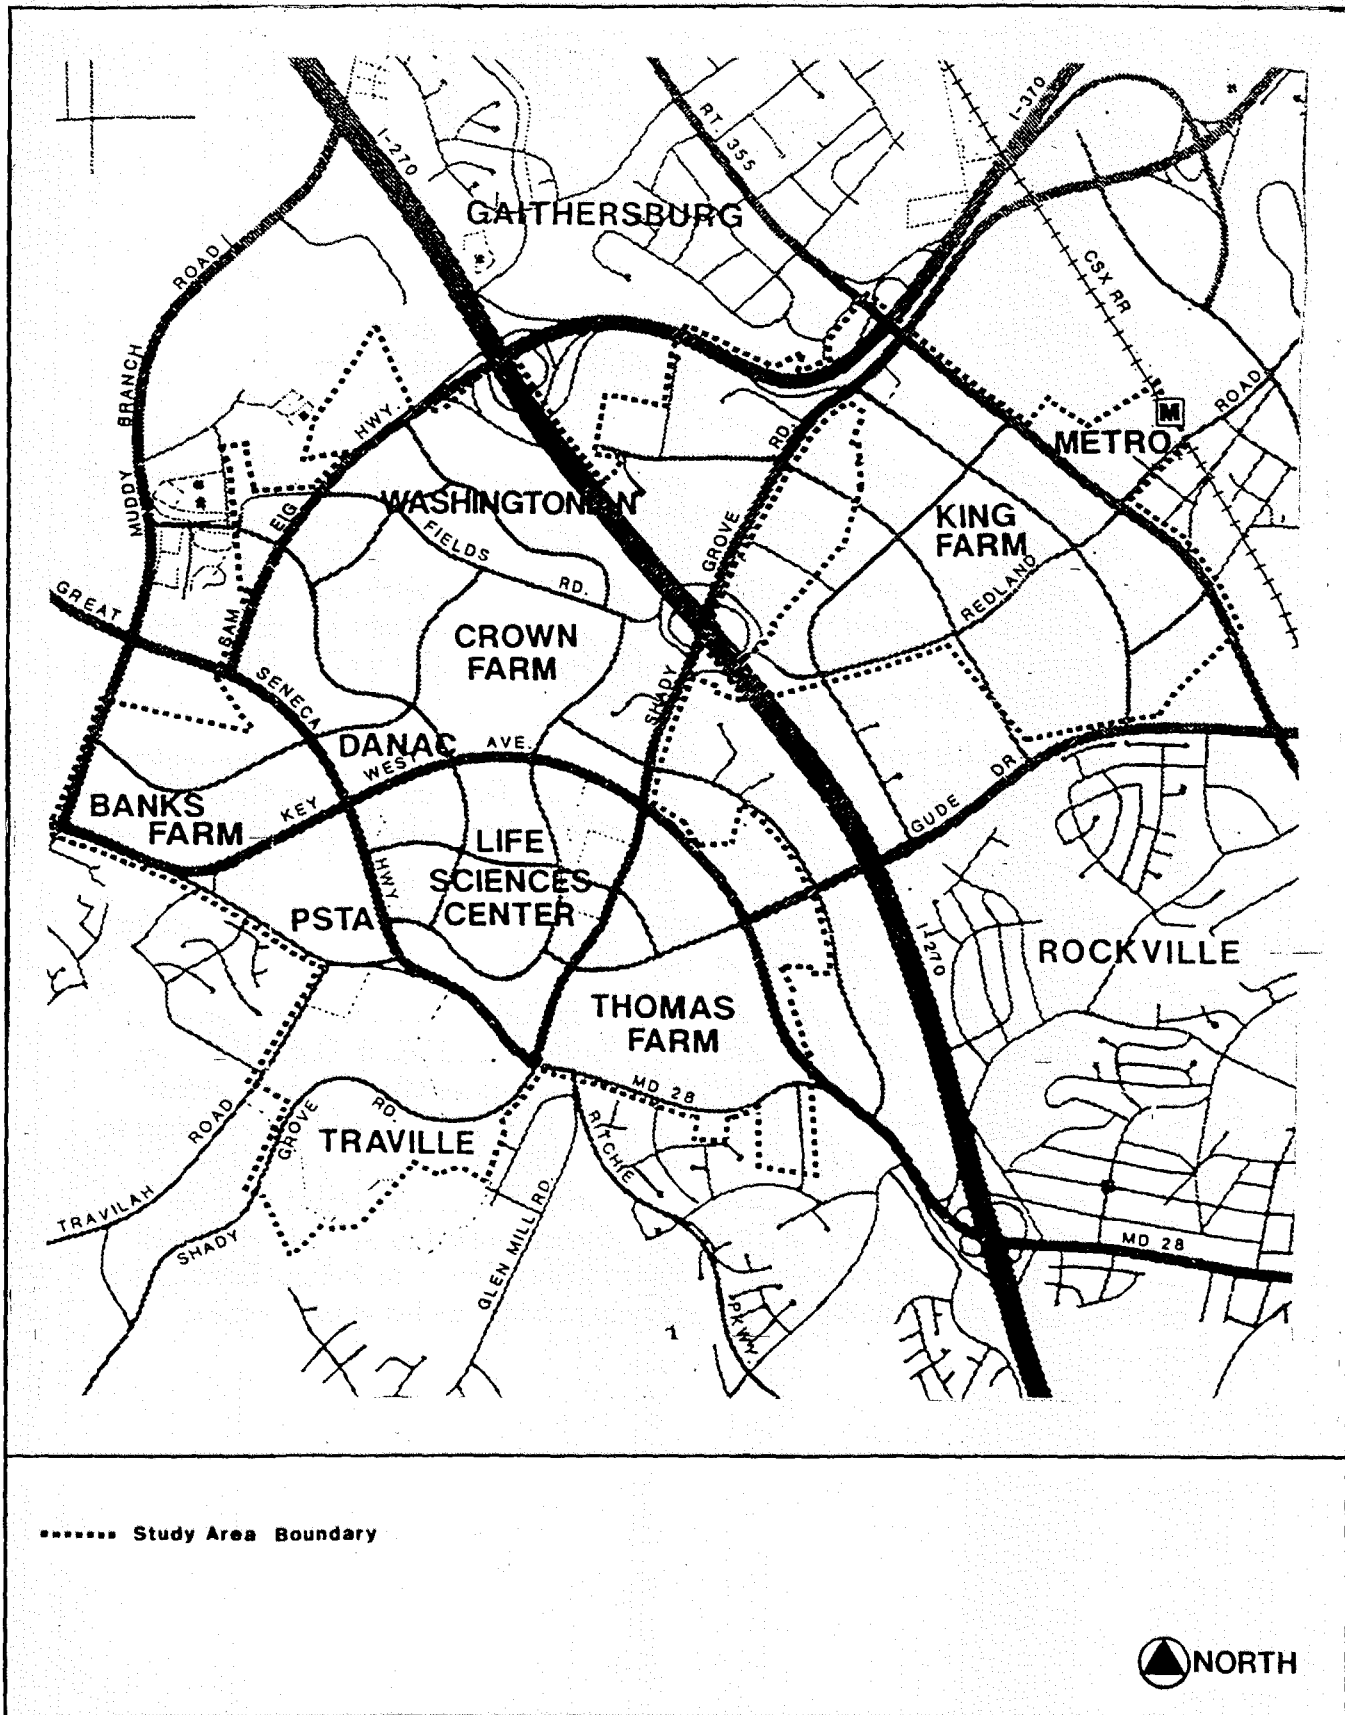 I-270
RT. 355
I-370
GAITHERSBURG
ROAD
CSX RR
BRANCH
MUDDY
HWY.
RD.
ROAD
M
METRO
WASHINGTONIAN
EIG
FIELDS
RD.
GROVE
KING
FARM
REDLAND
GREAT
SAM
CROWN
FARM
SENECA
SHADY
DANAC
WEST
AVE.
KEY
BANKS
FARM
DR.
GUDE
LIFE
SCIENCES
CENTER
HWY.
PSTA
I-270
ROCKVILLE
THOMAS
FARM
MD 28
RITCHIE
GROVE
RD.
TRAVILLE
ROAD
TRAVILAH
SHADY
GLEN MILL RD.
MD 28
PKWY.
1
Study Area Boundary
NORTH